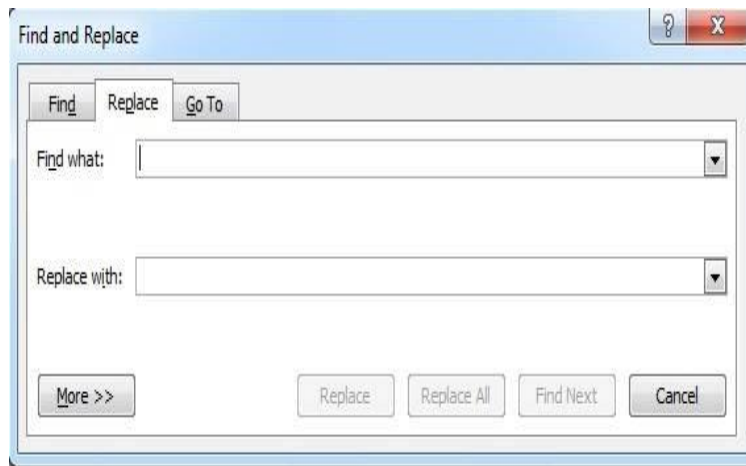 Find and Replace
Find Replace Go To
Find what:
Replace with:
More >> Replace Replace All Find Next Cancel